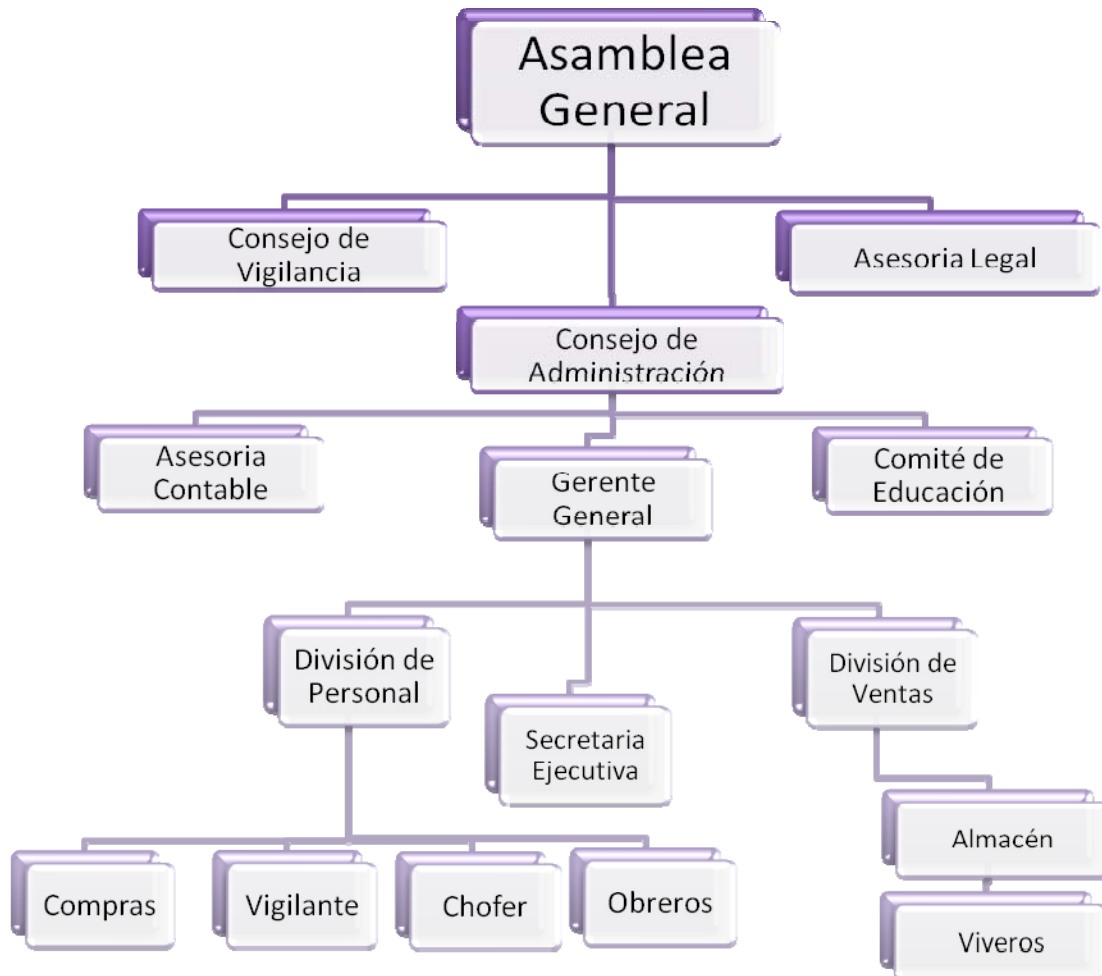 Asamblea
General
Consejo de
Vigilancia
Asesoria Legal
Consejo de
Administración
Asesoria
Contable
Gerente
General
Comité de
Educación
División de
Personal
Secretaria
Ejecutiva
División de
Ventas
Almacén
Compras
Vigilante
Chofer
Obreros
Viveros